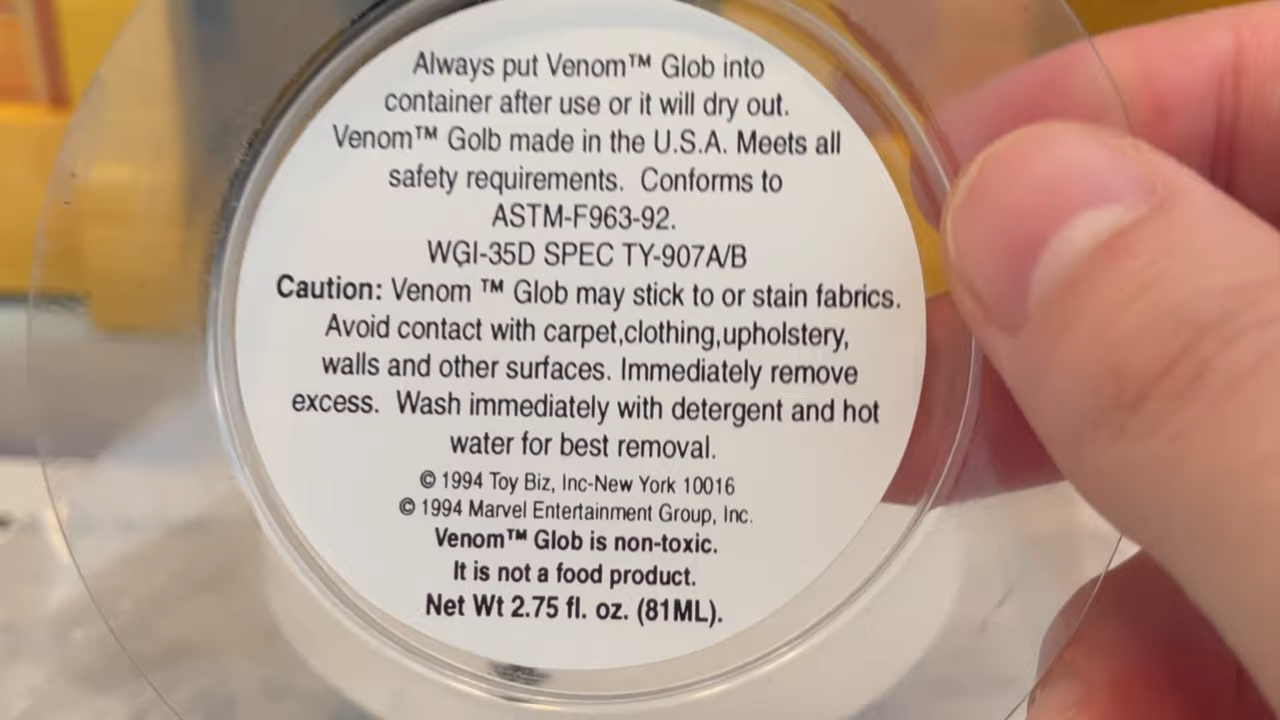 Always put Venom™ Glob into
container after use or it will dry out.
Venom™ Golb made in the U.S.A. Meets all
safety requirements. Conforms to
ASTM-F963-92.
WGI-35D SPEC TY-907A/B
Caution: Venom ™ Glob may stick to or stain fabrics.
Avoid contact with carpet,clothing,upholstery,
walls and other surfaces. Immediately remove
excess. Wash immediately with detergent and hot
water for best removal.
© 1994 Toy Biz, Inc-New York 10016
© 1994 Marvel Entertainment Group, Inc.
Venom™ Glob is non-toxic.
It is not a food product.
Net Wt 2.75 fl. oz. (81ML).